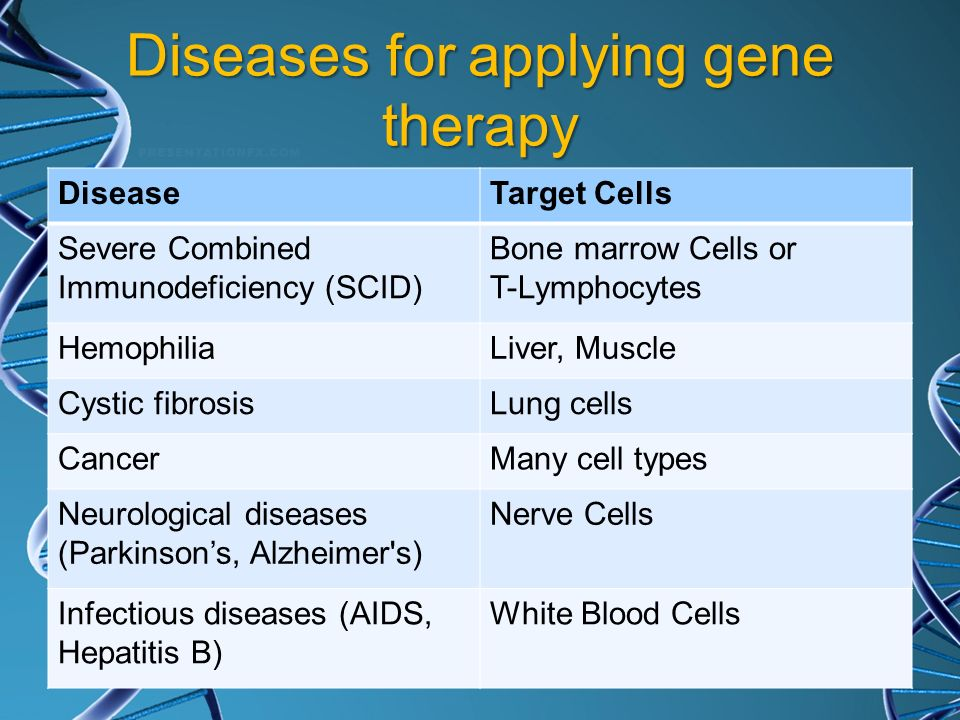 Diseases for applying gene
therapy
PRESENTATIONFX.COM
Disease
Target Cells
Severe Combined
Immunodeficiency (SCID)
Bone marrow Cells or
T-Lymphocytes
Hemophilia
Liver, Muscle
Cystic fibrosis
Lung cells
Cancer
Many cell types
Neurological diseases
(Parkinson’s, Alzheimer's)
Nerve Cells
Infectious diseases (AIDS,
Hepatitis B)
White Blood Cells